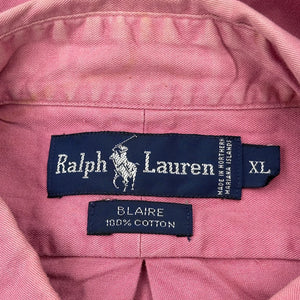 Ralph Lauren
MADE IN NORTHERN
MARIANA ISLANDS
XL
BLAIRE
100% COTTON